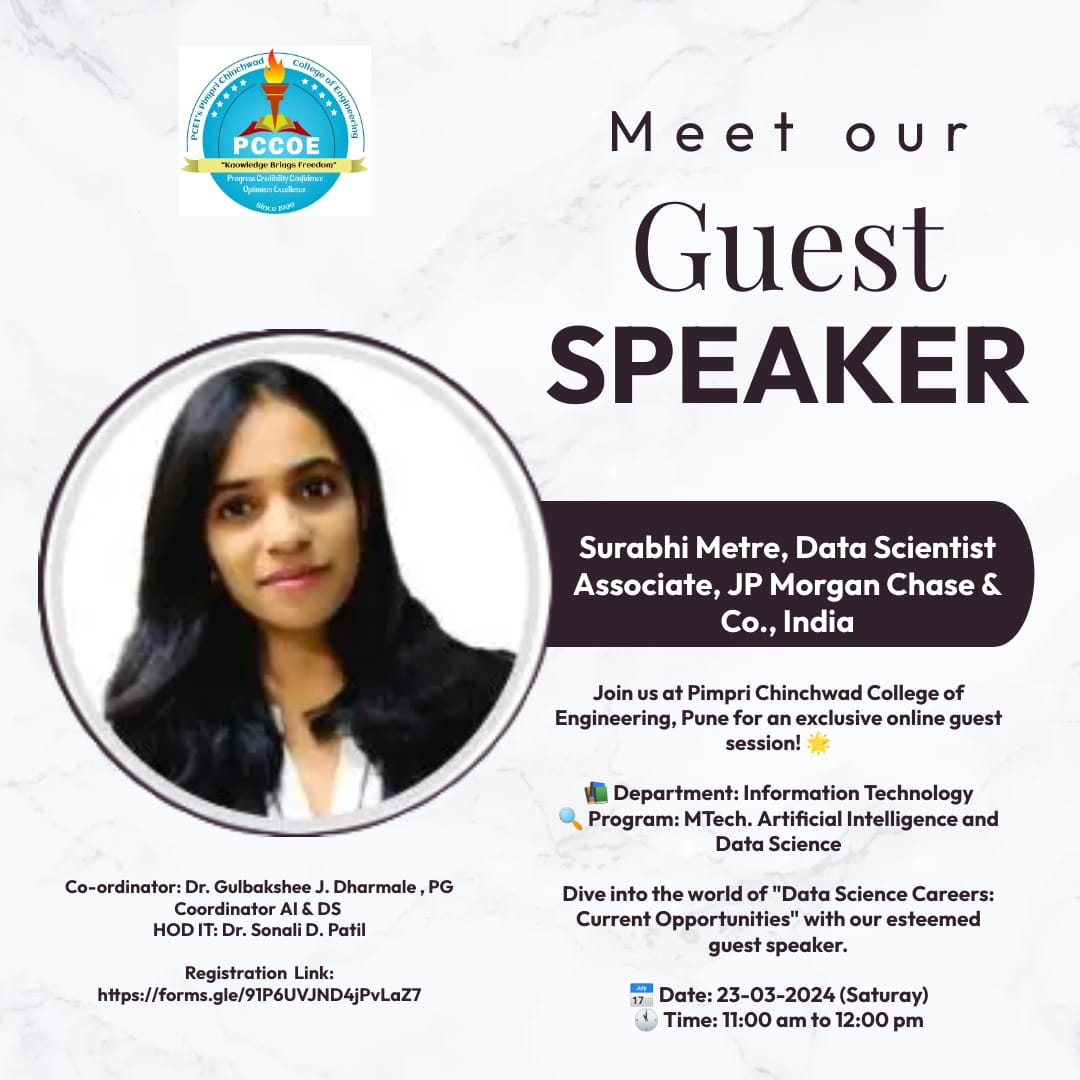 PCET's Pimpri Chinchwad College of Engineering
PCCOE
"Knowledge Brings Freedom"
Progress Credibility Confidence
Optimism Excellence
Since 1999
Meet our
Guest
SPEAKER
Surabhi Metre, Data Scientist
Associate, JP Morgan Chase &
Co., India
Join us at Pimpri Chinchwad College of
Engineering, Pune for an exclusive online guest
session! 🌟
📚 Department: Information Technology
🔍 Program: MTech. Artificial Intelligence and
Data Science
Dive into the world of "Data Science Careers:
Current Opportunities" with our esteemed
guest speaker.
📅 Date: 23-03-2024 (Saturay)
🕚 Time: 11:00 am to 12:00 pm
Co-ordinator: Dr. Gulbakshee J. Dharmale , PG
Coordinator AI & DS
HOD IT: Dr. Sonali D. Patil
Registration Link:
https://forms.gle/91P6UVJND4jPvLaZ7